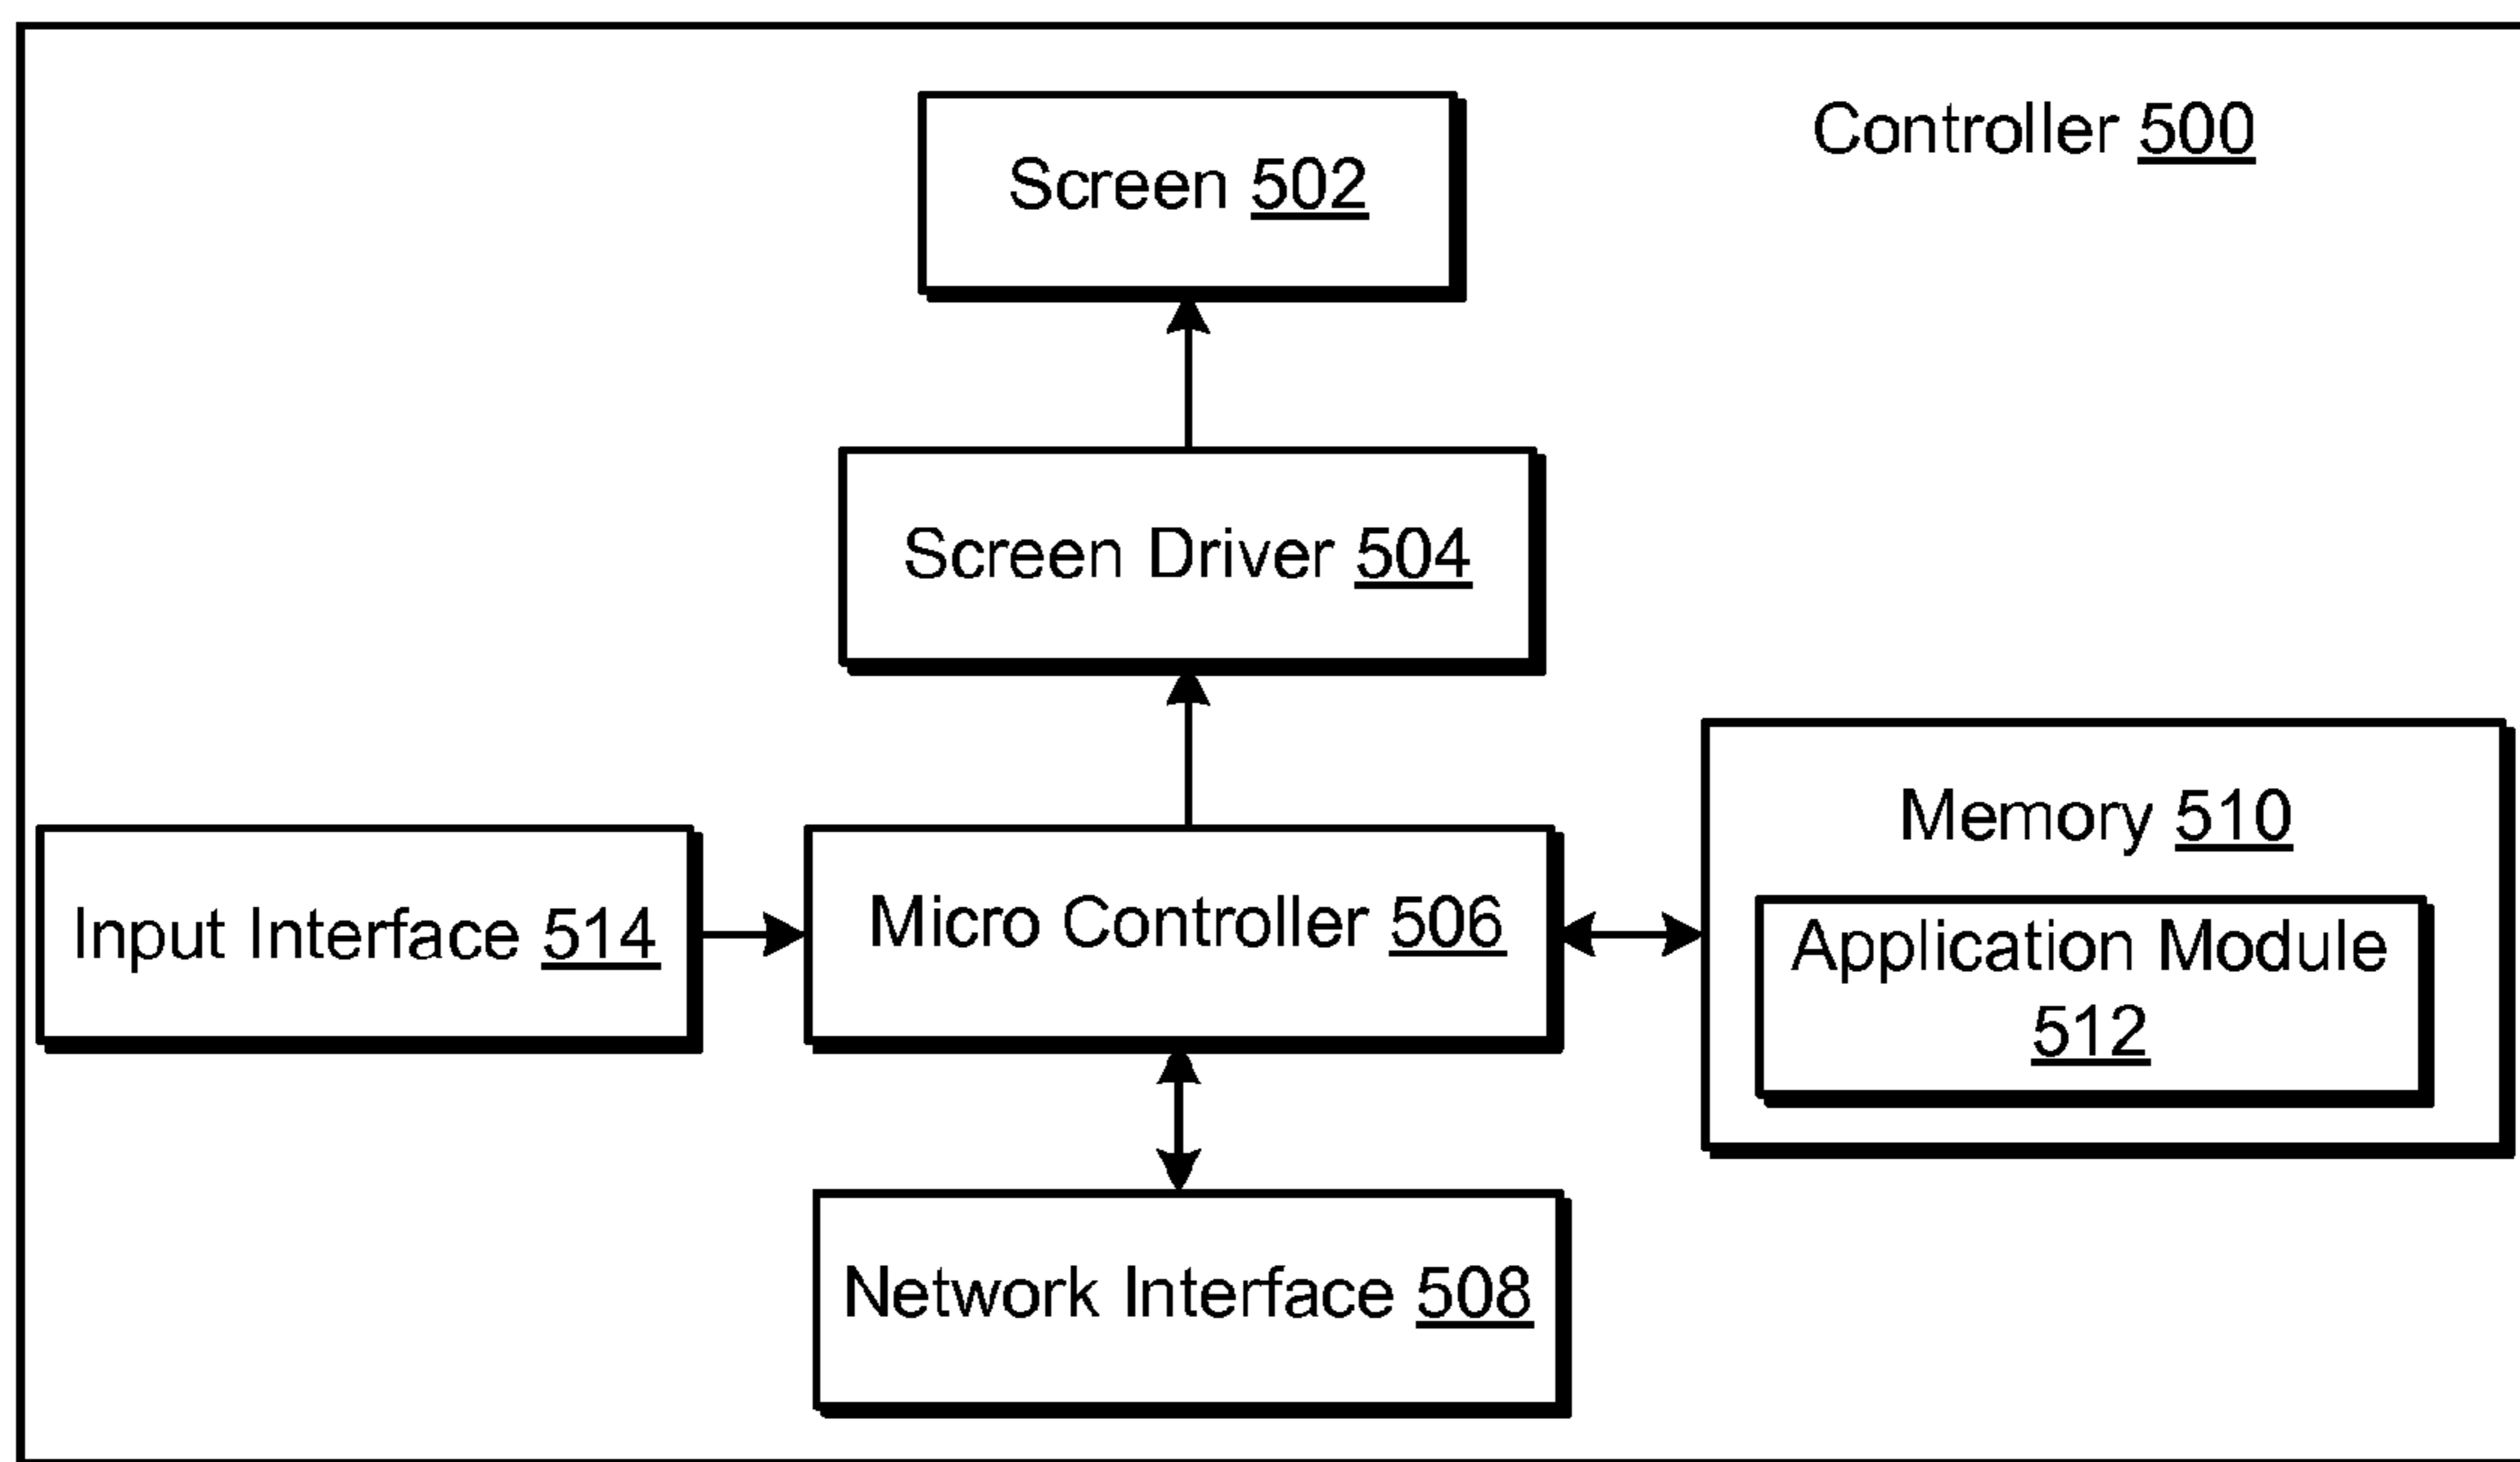 Controller 500
Screen 502
Screen Driver 504
Memory 510
Input Interface 514
Micro Controller 506
Application Module
512
Network Interface 508